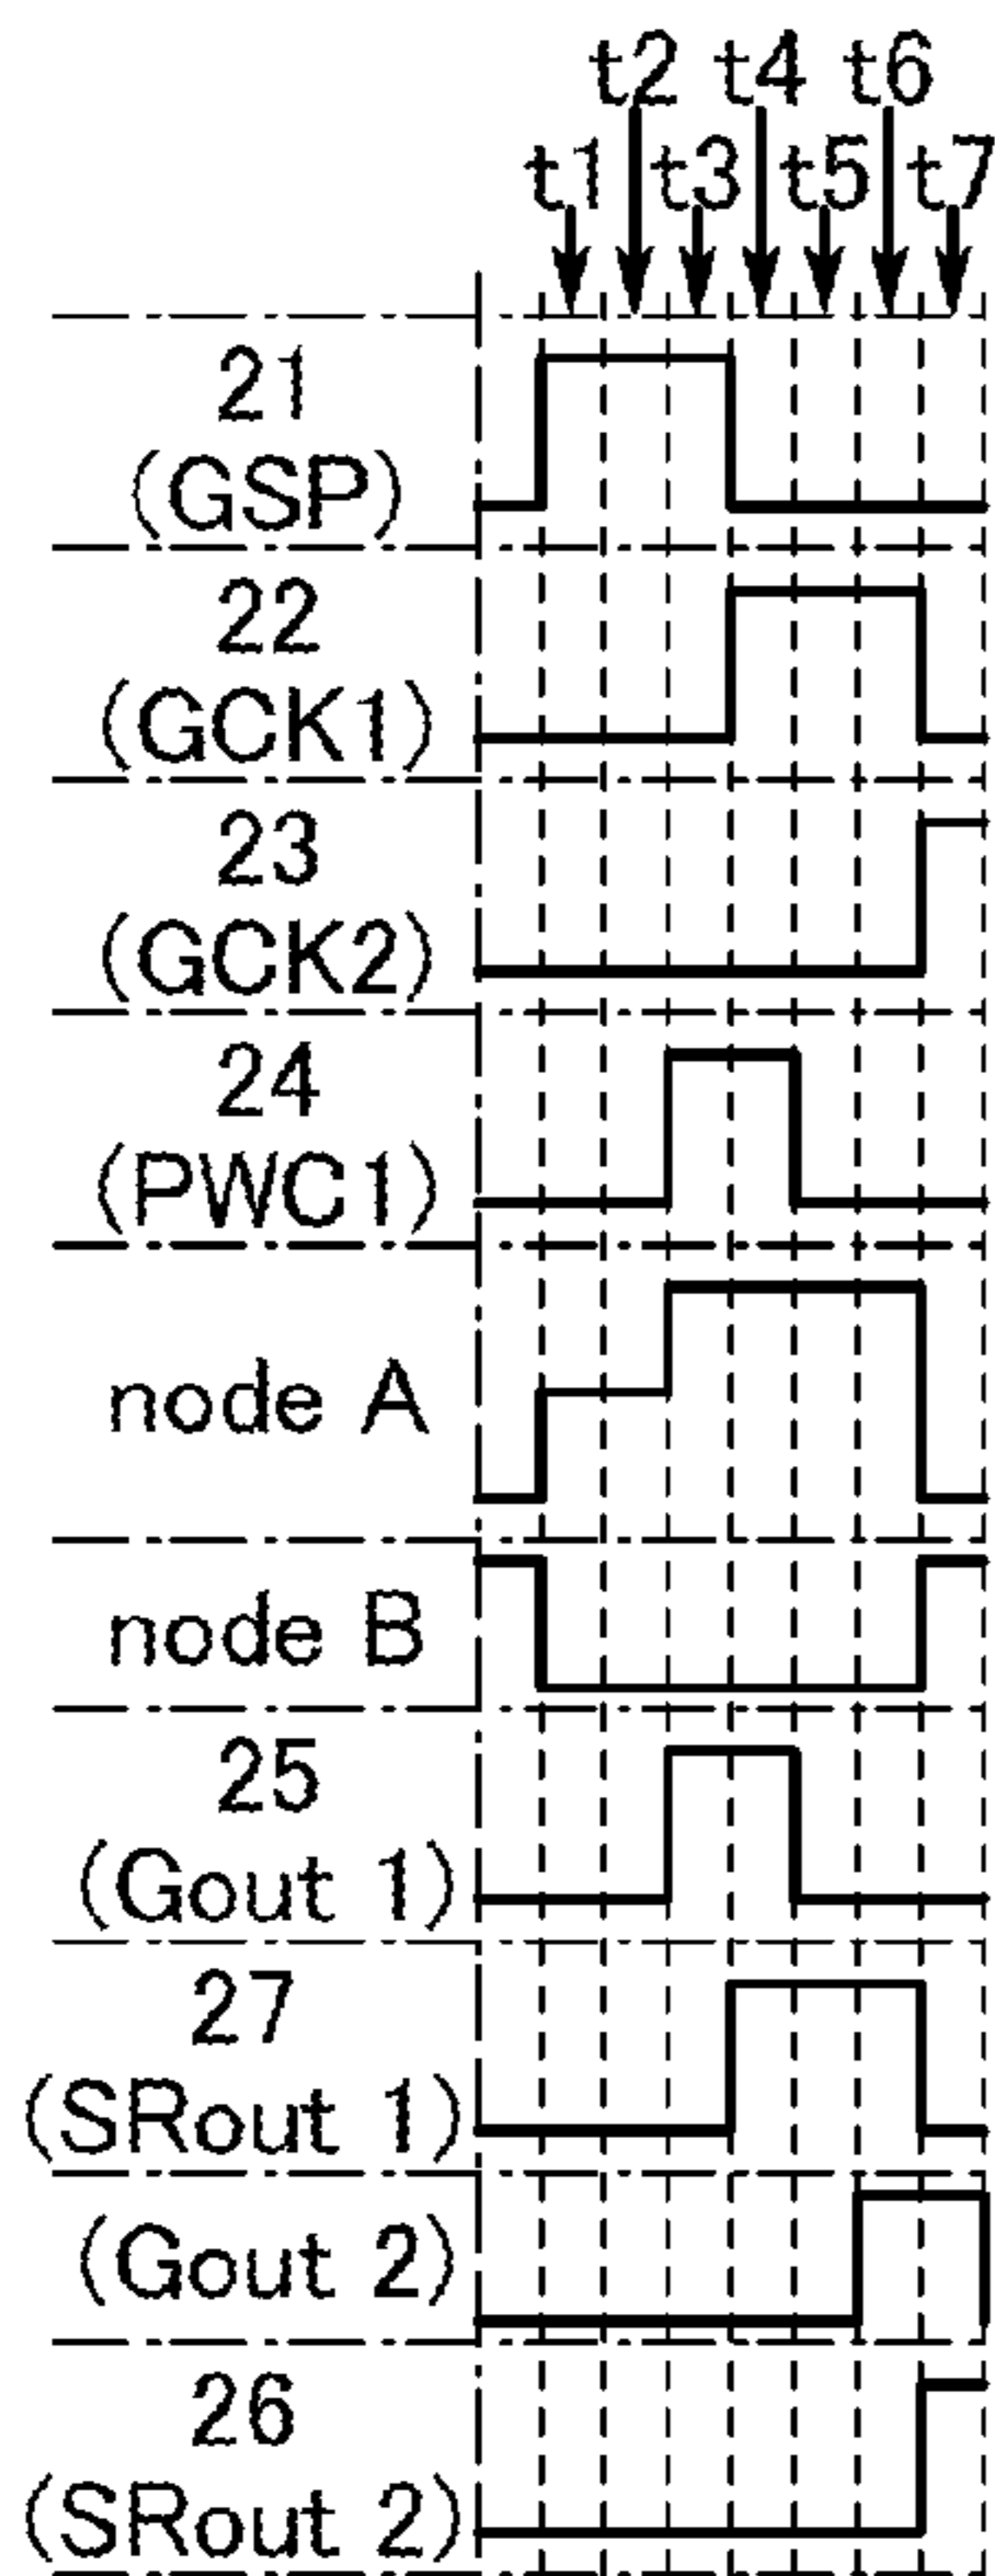 t2 t4 t6
t1 t3 t5 t7
21
(GSP)
22
(GCK1)
23
(GCK2)
24
(PWC1)
node A
node B
25
(Gout 1)
27
(SRout 1)
(Gout 2)
26
(SRout 2)